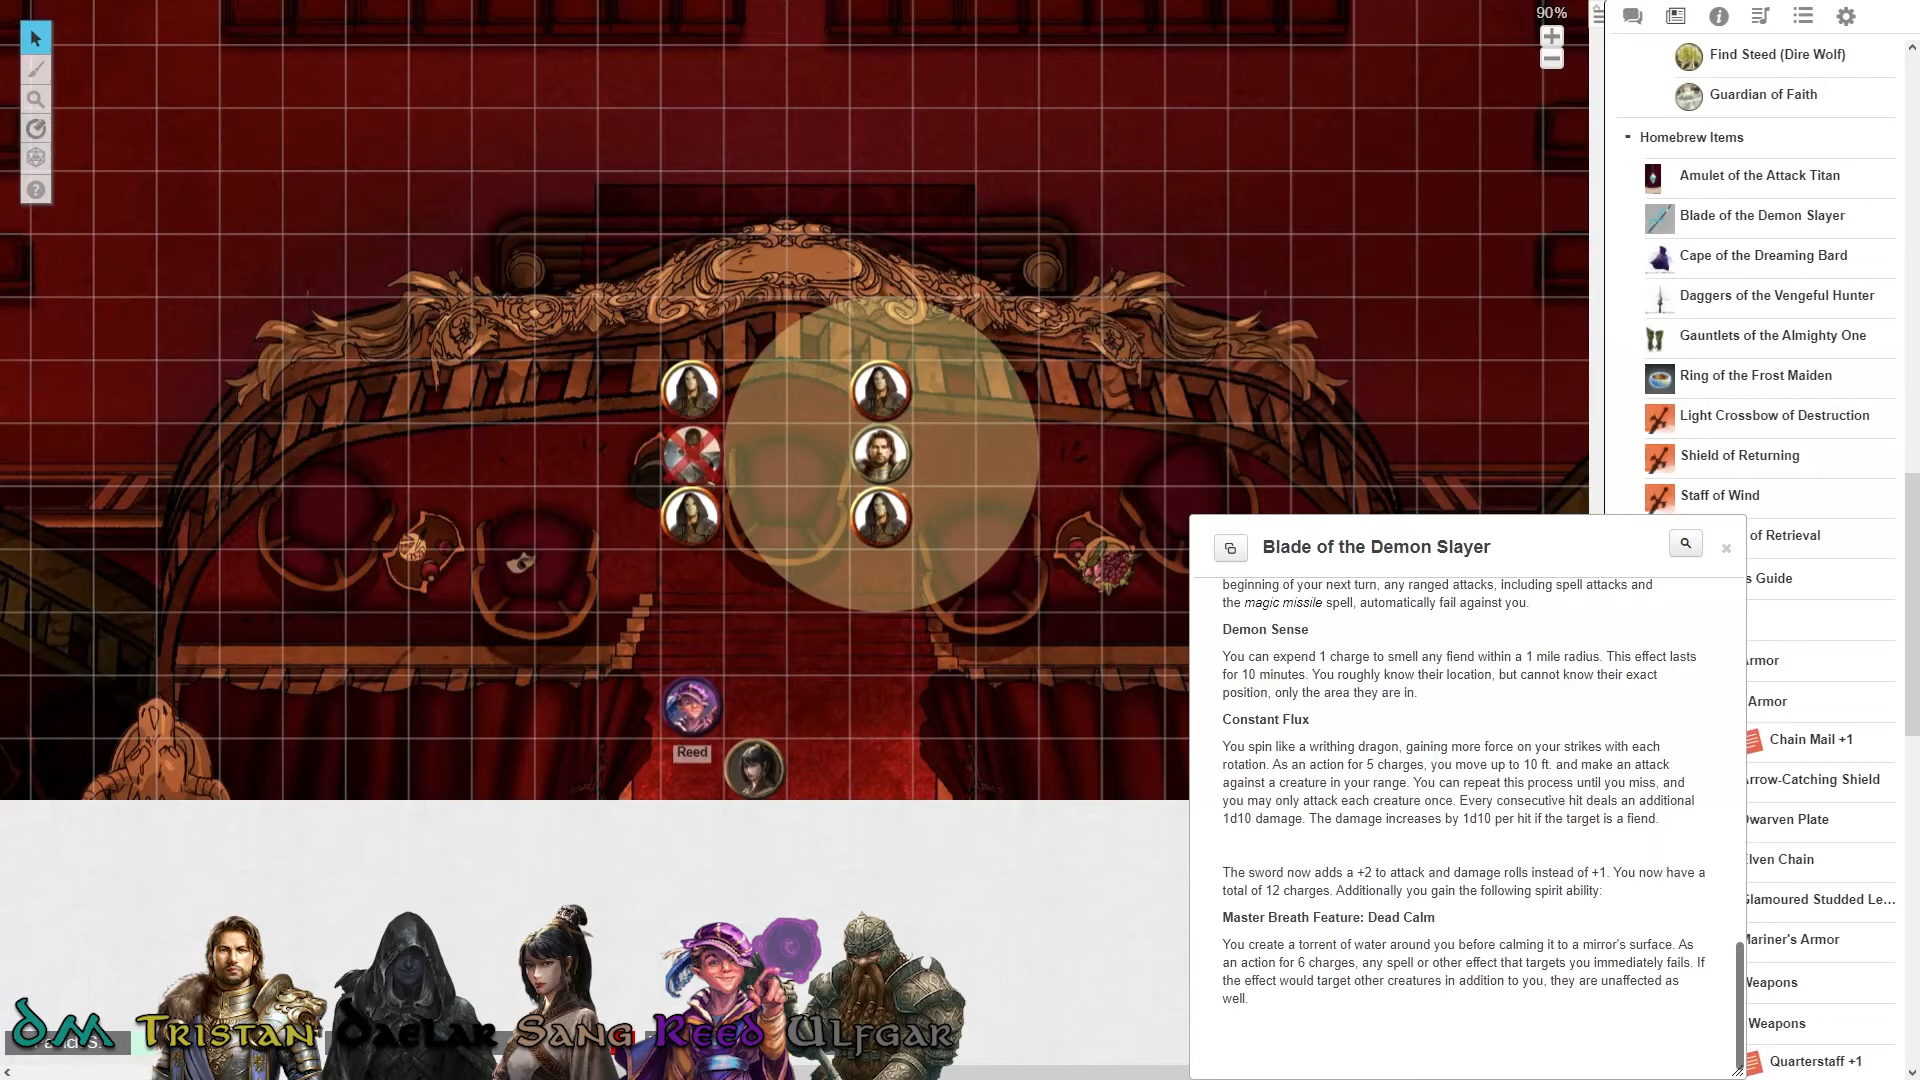 90%
Find Steed (Dire Wolf)
Guardian of Faith
Homebrew Items
Amulet of the Attack Titan
Blade of the Demon Slayer
Cape of the Dreaming Bard
Daggers of the Vengeful Hunter
Gauntlets of the Almighty One
Ring of the Frost Maiden
Light Crossbow of Destruction
Shield of Returning
Staff of Wind
of Retrieval
s Guide
Armor
Armor
Chain Mail +1
Arrow-Catching Shield
Dwarven Plate
Elven Chain
Glamoured Studded Le...
Mariner's Armor
Weapons
Weapons
Quarterstaff +1
Blade of the Demon Slayer
beginning of your next turn, any ranged attacks, including spell attacks and
the magic missile spell, automatically fail against you.
Demon Sense
You can expend 1 charge to smell any fiend within a 1 mile radius. This effect lasts
for 10 minutes. You roughly know their location, but cannot know their exact
position, only the area they are in.
Constant Flux
You spin like a writhing dragon, gaining more force on your strikes with each
rotation. As an action for 5 charges, you move up to 10 ft. and make an attack
against a creature in your range. You can repeat this process until you miss, and
you may only attack each creature once. Every consecutive hit deals an additional
1d10 damage. The damage increases by 1d10 per hit if the target is a fiend.
The sword now adds a +2 to attack and damage rolls instead of +1. You now have a
total of 12 charges. Additionally you gain the following spirit ability:
Master Breath Feature: Dead Calm
You create a torrent of water around you before calming it to a mirror's surface. As
an action for 6 charges, any spell or other effect that targets you immediately fails. If
the effect would target other creatures in addition to you, they are unaffected as
well.
Reed
DM Tristan Daelar Sang Reed Ulfgar